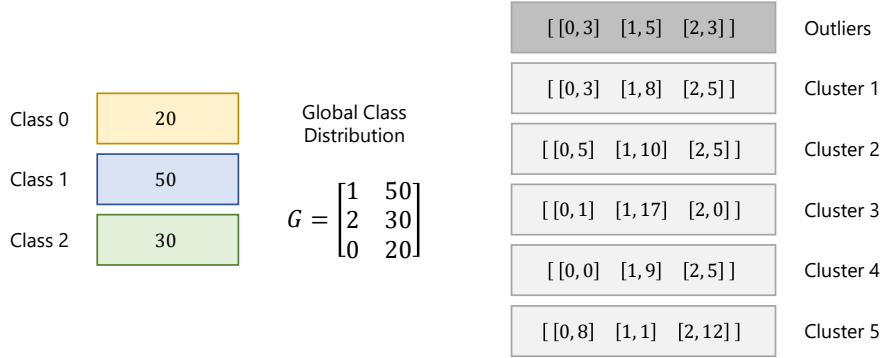 Class 0 20
Class 1 50
Class 2 30
Global Class
Distribution
G = [1 50
2 30
0 20]
[ [0, 3] [1, 5] [2, 3] ] Outliers
[ [0, 3] [1, 8] [2, 5] ] Cluster 1
[ [0, 5] [1, 10] [2, 5] ] Cluster 2
[ [0, 1] [1, 17] [2, 0] ] Cluster 3
[ [0, 0] [1, 9] [2, 5] ] Cluster 4
[ [0, 8] [1, 1] [2, 12] ] Cluster 5